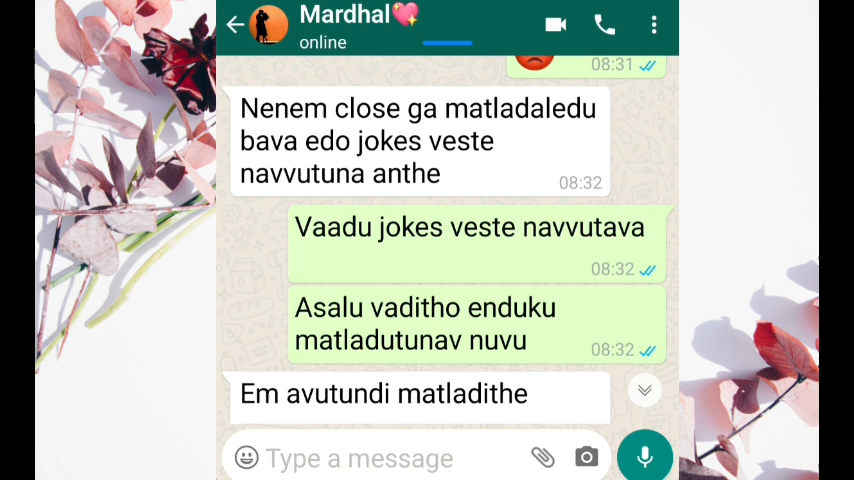 Mardhal💖
online
08:31
Nenem close ga matladaledu
bava edo jokes veste
navvutuna anthe
08:32
Vaadu jokes veste navvutava
08:32
Asalu vaditho enduku
matladutunav nuvu
08:32
Em avutundi matladithe
Type a message